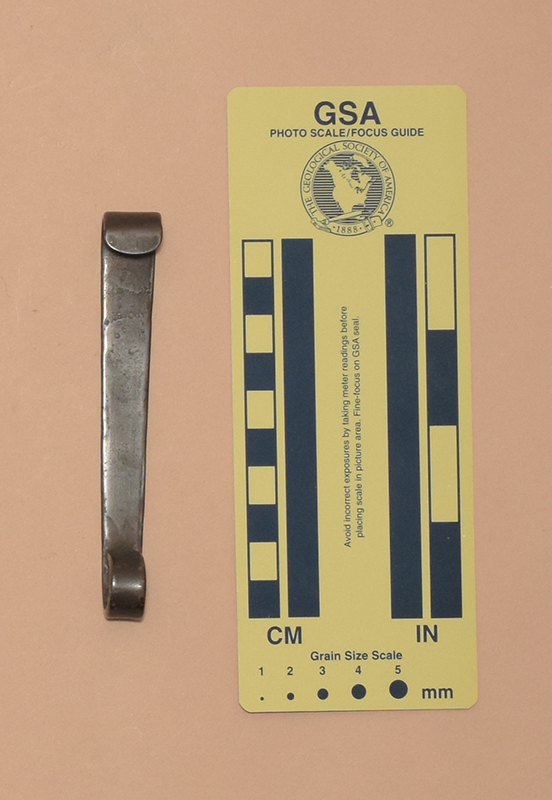 GSA
PHOTO SCALE/FOCUS GUIDE
THE GEOLOGICAL SOCIETY OF AMERICA
· 1888 ·
®
Avoid incorrect exposures by taking meter readings before
placing scale in picture area. Fine-focus on GSA seal.
CM
IN
Grain Size Scale
1 2 3 4 5
mm